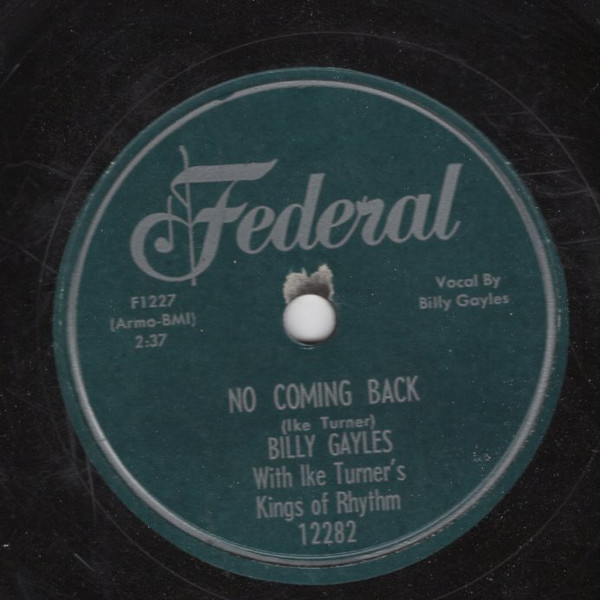 Federal
F1227
(Armo-BMI)
2:37
Vocal By
Billy Gayles
NO COMING BACK
(Ike Turner)
BILLY GAYLES
With Ike Turner's
Kings of Rhythm
12282